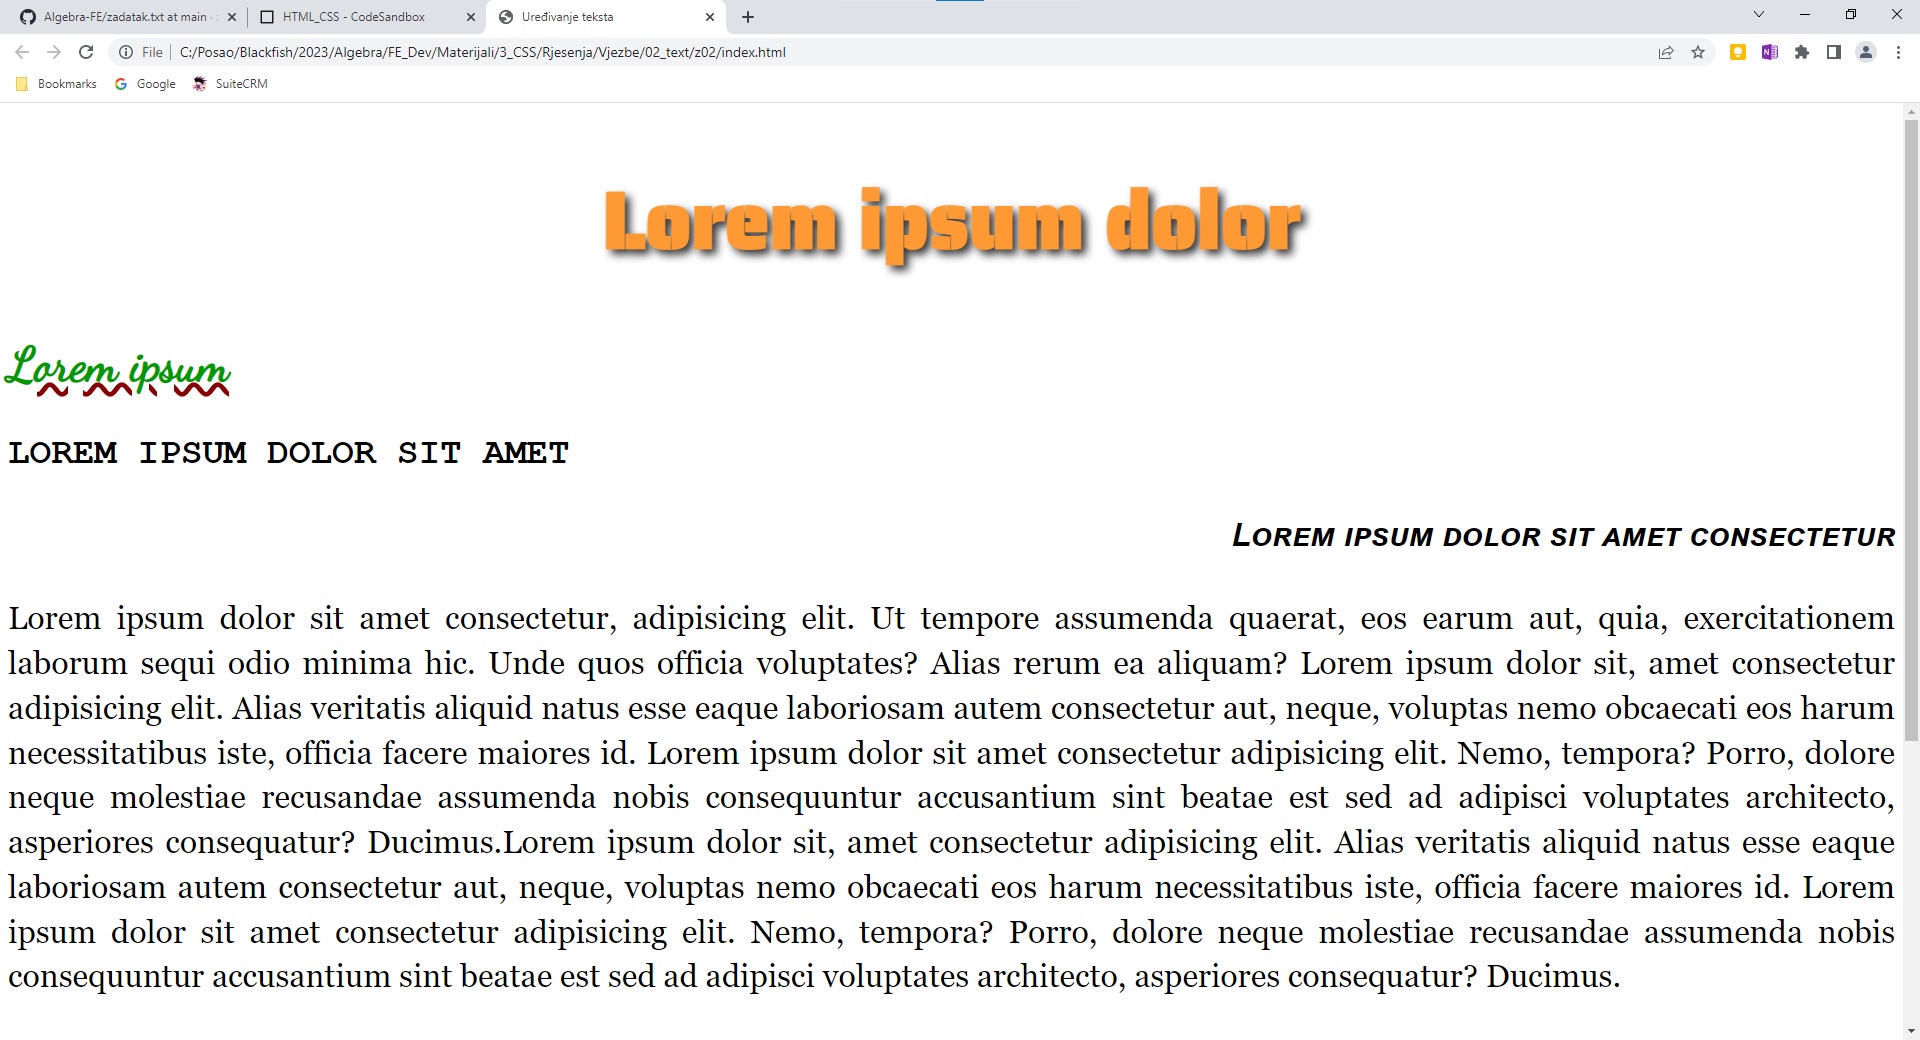 Algebra-FE/zadatak.txt at main ·
HTML_CSS - CodeSandbox
Uređivanje teksta
File
C:/Posao/Blackfish/2023/Algebra/FE_Dev/Materijali/3_CSS/Rjesenja/Vjezbe/02_text/z02/index.html
Bookmarks
Google
SuiteCRM
Lorem ipsum dolor
Lorem ipsum
LOREM IPSUM DOLOR SIT AMET
Lorem ipsum dolor sit amet consectetur
Lorem ipsum dolor sit amet consectetur, adipisicing elit. Ut tempore assumenda quaerat, eos earum aut, quia, exercitationem
laborum sequi odio minima hic. Unde quos officia voluptates? Alias rerum ea aliquam? Lorem ipsum dolor sit, amet consectetur
adipisicing elit. Alias veritatis aliquid natus esse eaque laboriosam autem consectetur aut, neque, voluptas nemo obcaecati eos harum
necessitatibus iste, officia facere maiores id. Lorem ipsum dolor sit amet consectetur adipisicing elit. Nemo, tempora? Porro, dolore
neque molestiae recusandae assumenda nobis consequuntur accusantium sint beatae est sed ad adipisci voluptates architecto,
asperiores consequatur? Ducimus.Lorem ipsum dolor sit, amet consectetur adipisicing elit. Alias veritatis aliquid natus esse eaque
laboriosam autem consectetur aut, neque, voluptas nemo obcaecati eos harum necessitatibus iste, officia facere maiores id. Lorem
ipsum dolor sit amet consectetur adipisicing elit. Nemo, tempora? Porro, dolore neque molestiae recusandae assumenda nobis
consequuntur accusantium sint beatae est sed ad adipisci voluptates architecto, asperiores consequatur? Ducimus.